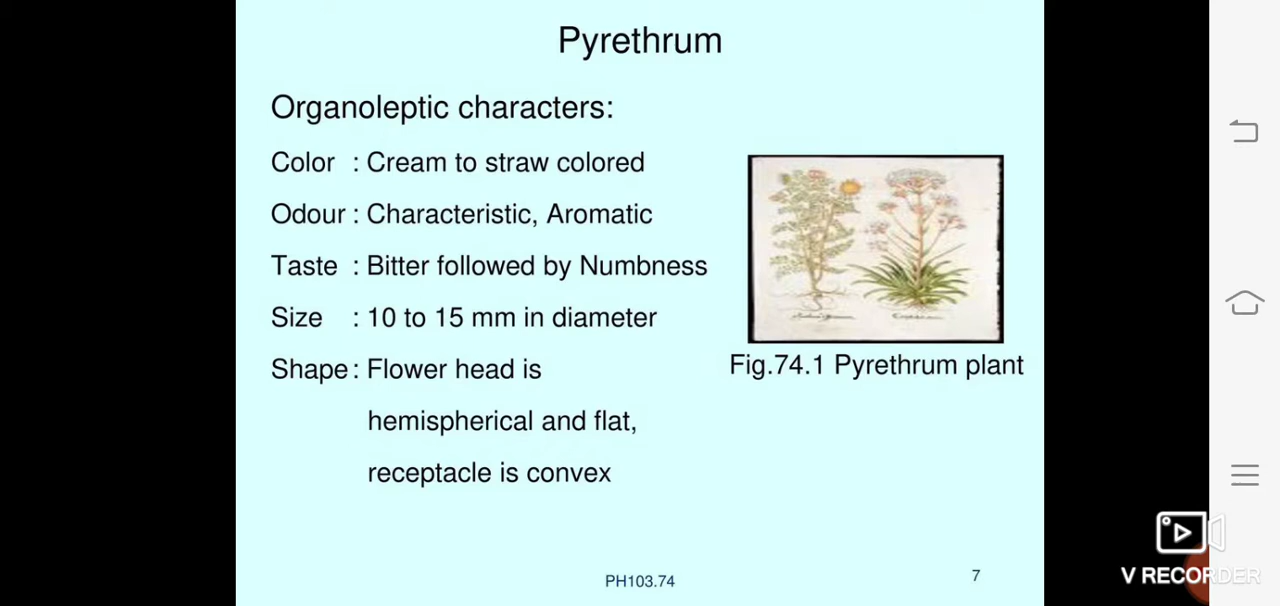 Pyrethrum
Organoleptic characters:
Color : Cream to straw colored
Odour : Characteristic, Aromatic
Taste : Bitter followed by Numbness
Size : 10 to 15 mm in diameter
Shape : Flower head is
hemispherical and flat,
receptacle is convex
Fig.74.1 Pyrethrum plant
PH103.74
7
V RECORDER